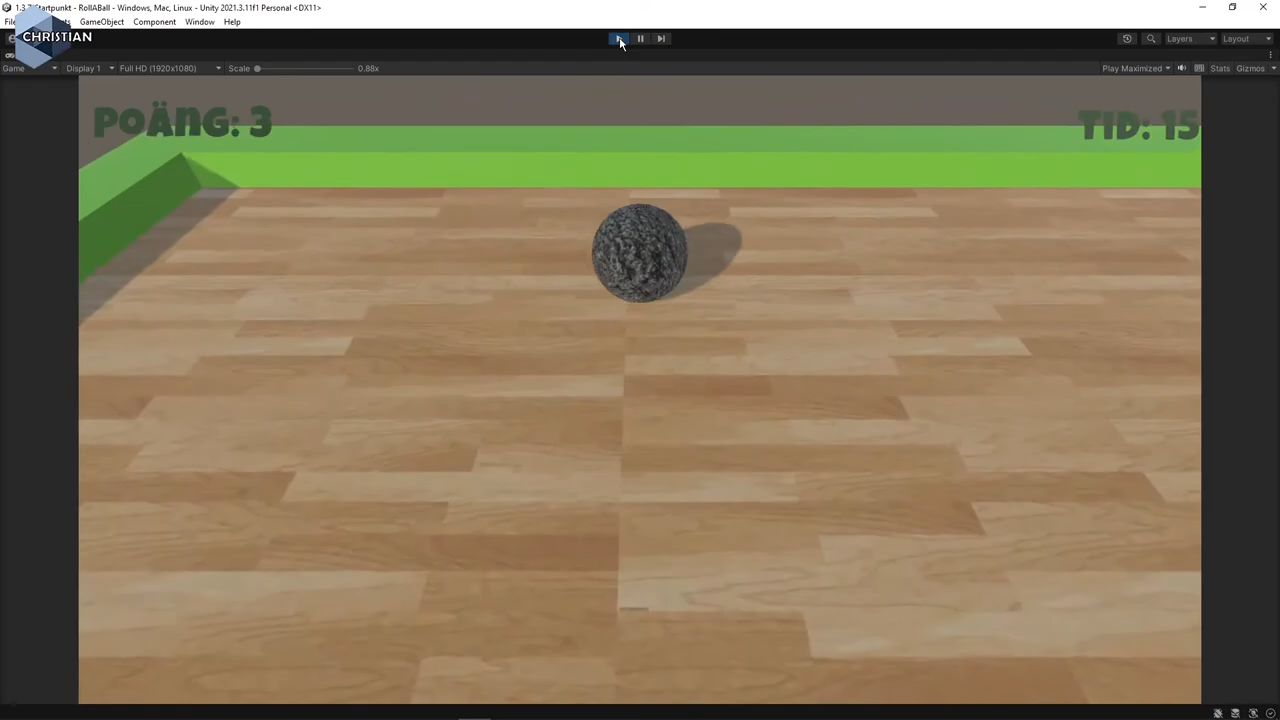 1.3.7 Startpunkt - RollABall - Windows, Mac, Linux - Unity 2021.3.11f1 Personal <DX11>
GameObject Component Window Help
CHRISTIAN
Layers Layout
Game Display 1 Full HD (1920x1080) Scale 0.88x Play Maximized Stats Gizmos
POÄNG: 3 TID: 15